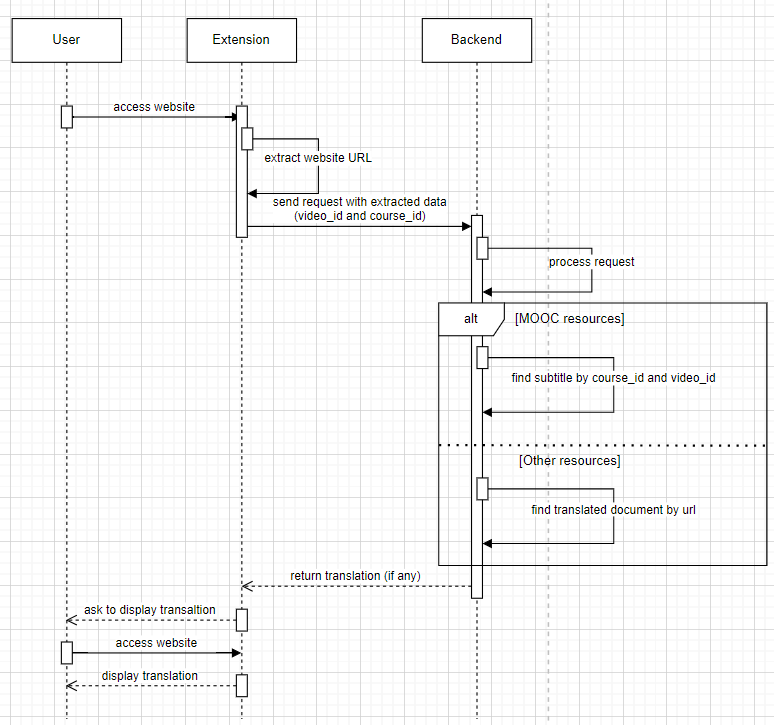 User
Extension
Backend
access website
extract website URL
send request with extracted data
(video_id and course_id)
process request
alt
[MOOC resources]
find subtitle by course_id and video_id
[Other resources]
find translated document by url
return translation (if any)
ask to display transaltion
access website
display translation